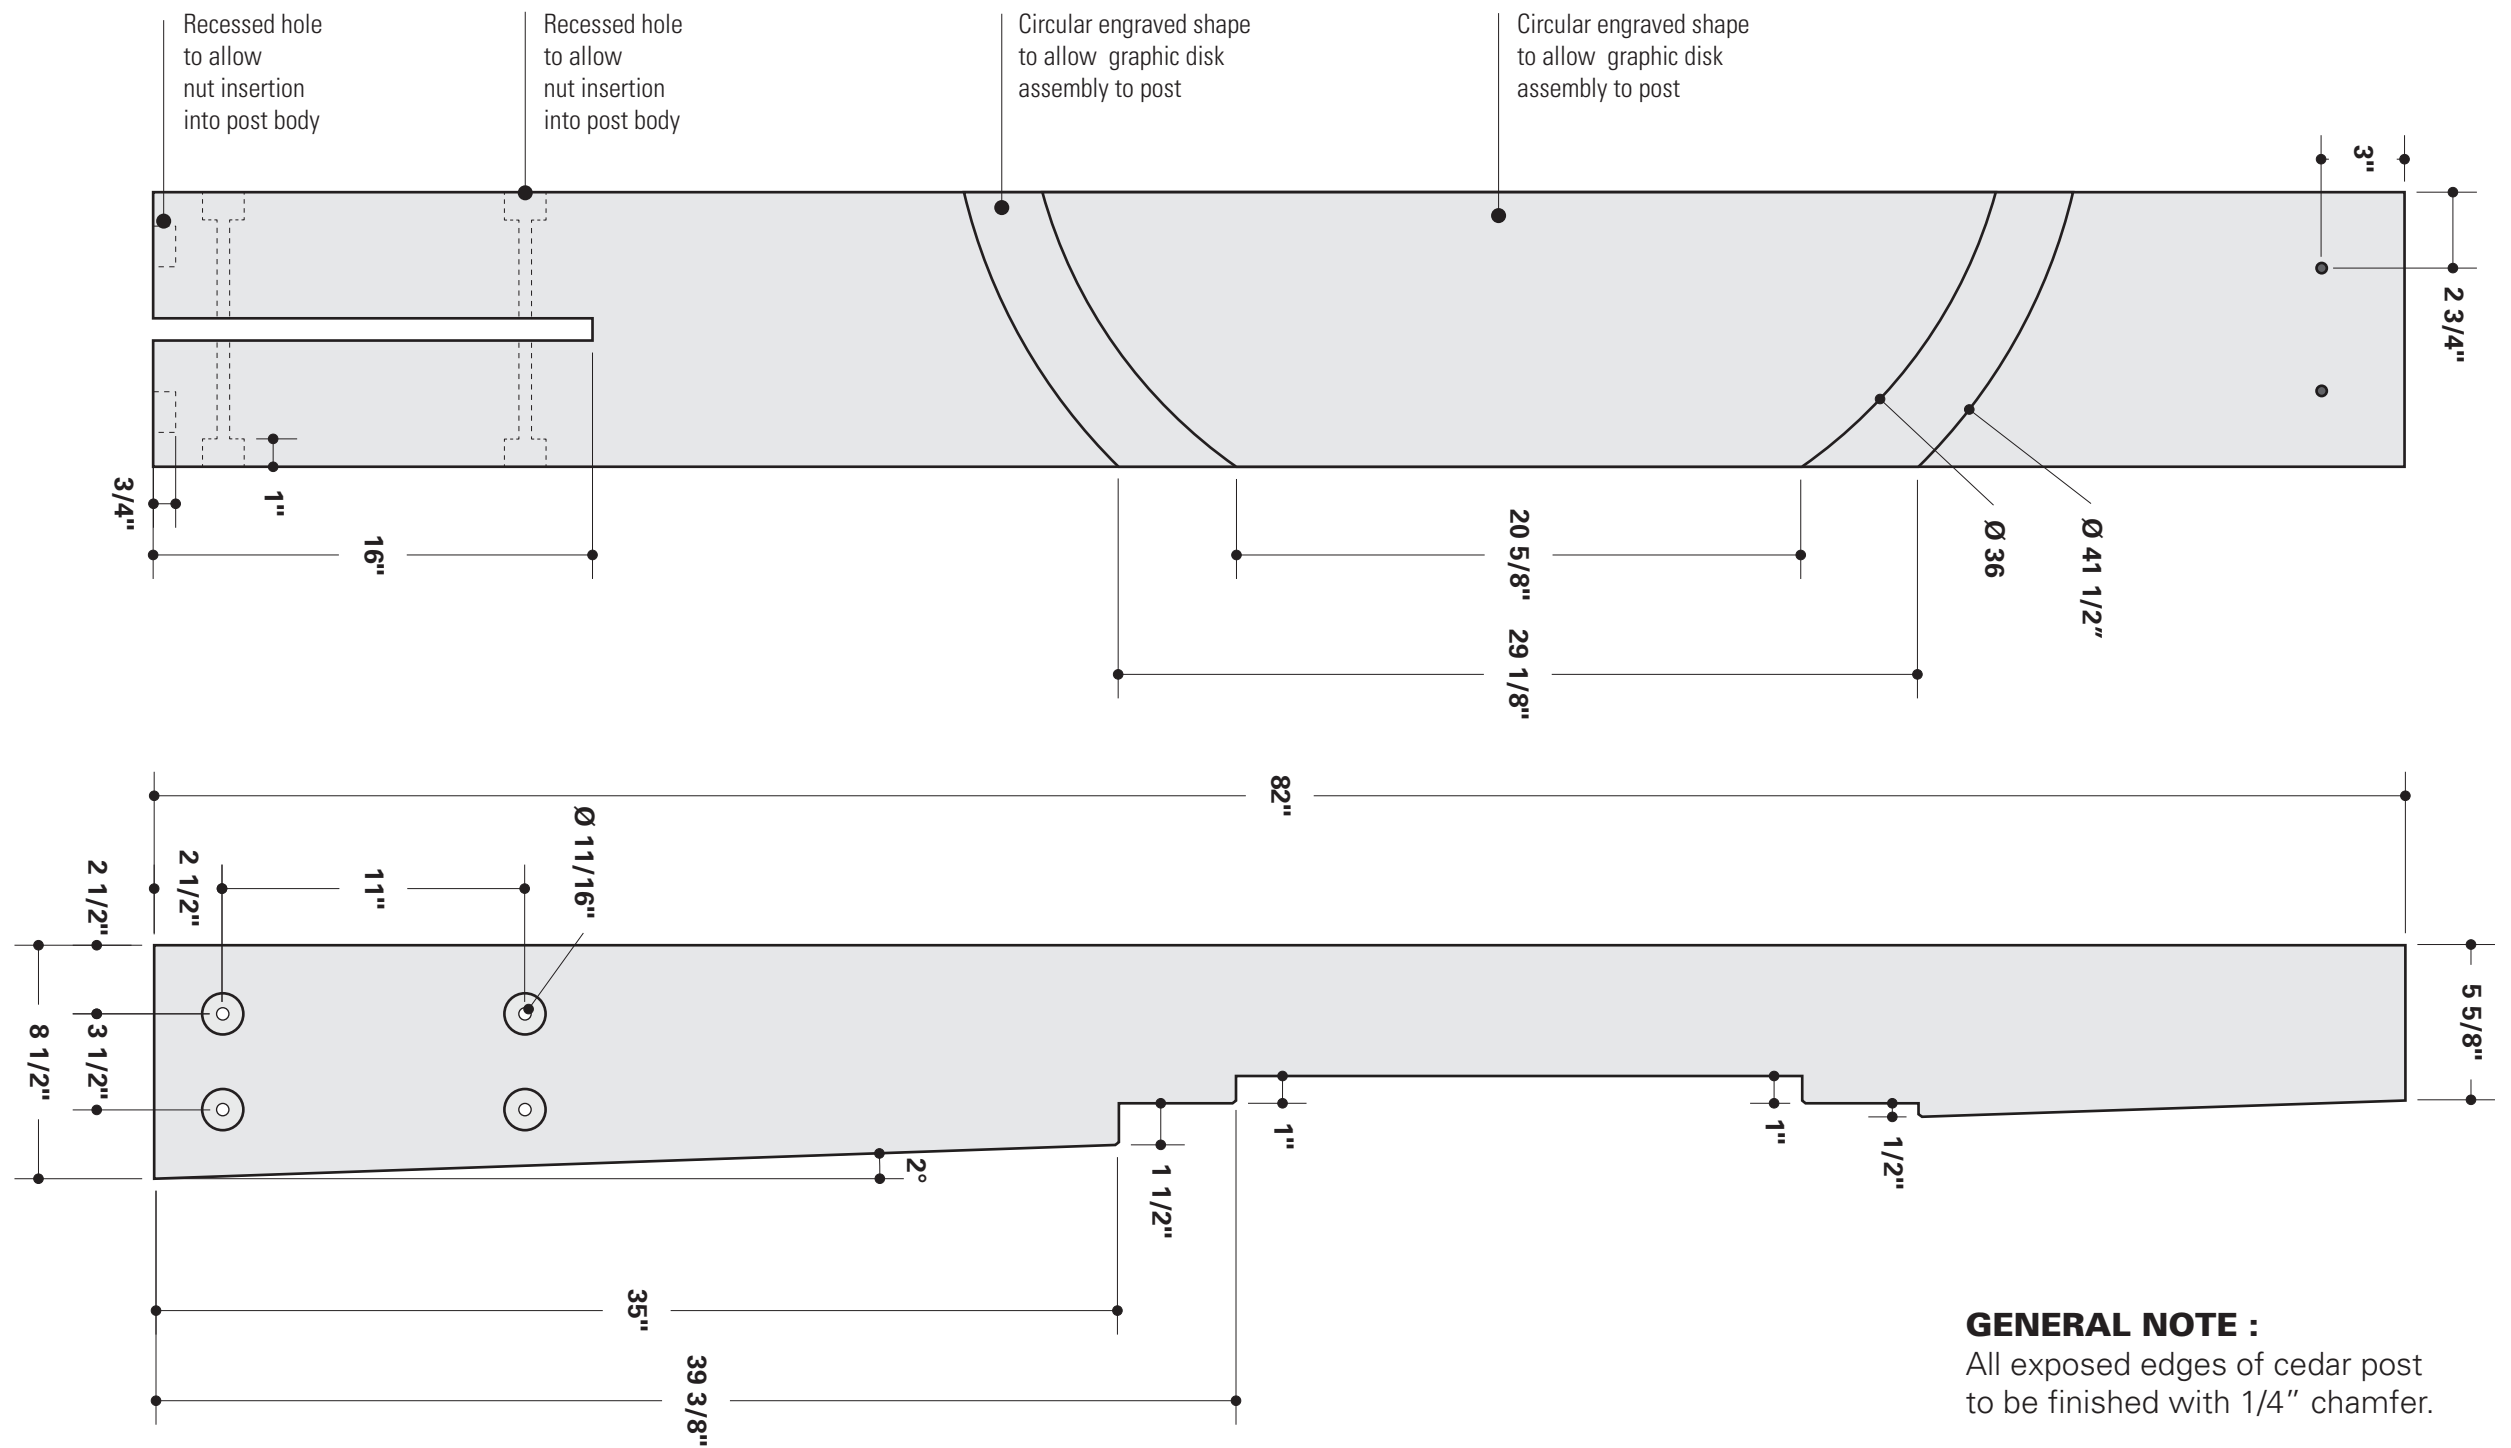 Recessed hole
to allow
nut insertion
into post body
Recessed hole
to allow
nut insertion
into post body
Circular engraved shape
to allow  graphic disk
assembly to post
Circular engraved shape
to allow  graphic disk
assembly to post
3"
2 3/4"
3/4"
1"
16"
20 5/8"
Ø 36
Ø 41 1/2”
29 1/8"
82"
Ø 11/16"
2 1/2"
2 1/2"
11"
8 1/2"
3 1/2"
5 5/8"
2°
1 1/2"
1"
1"
1/2"
35"
39 3/8"
GENERAL NOTE :
All exposed edges of cedar post
to be finished with 1/4” chamfer.